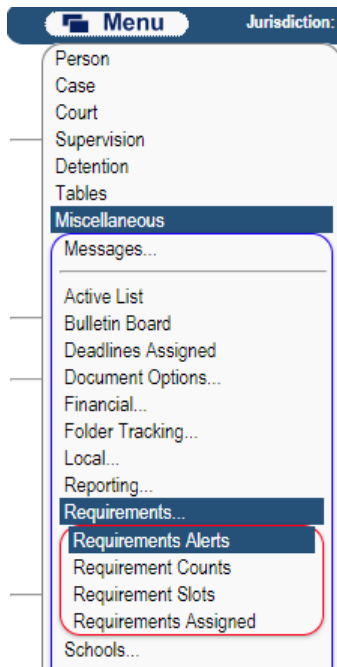 Menu Jurisdiction:
Person
Case
Court
Supervision
Detention
Tables
Miscellaneous
Messages...
Active List
Bulletin Board
Deadlines Assigned
Document Options...
Financial...
Folder Tracking...
Local...
Reporting...
Requirements...
Requirements Alerts
Requirement Counts
Requirement Slots
Requirements Assigned
Schools...